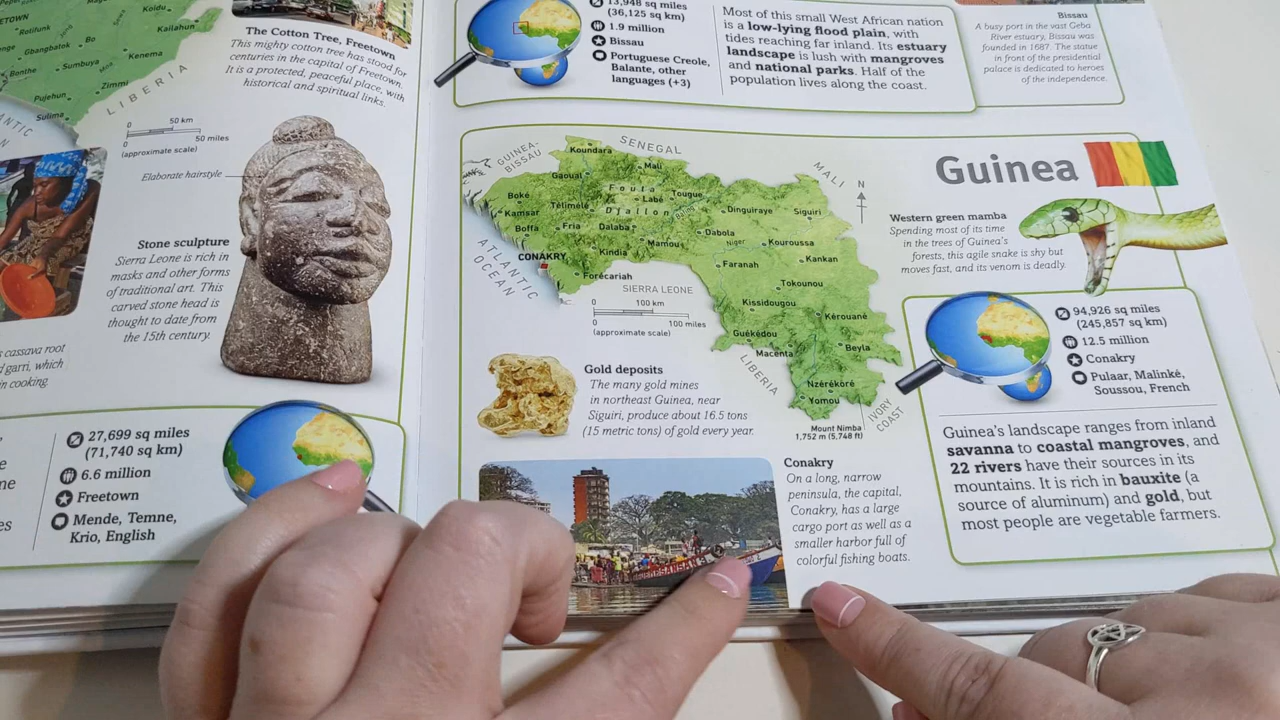 Koidu
Kailahun
Rotifunk
Bo
Gbangbatok
Kenema
Sumbuya
Moa
Bonthe
Zimmi
Pujehun
Sulima
LIBERIA
The Cotton Tree, Freetown
This mighty cotton tree has stood for
centuries in the capital of Freetown.
It is a protected, peaceful place, with
historical and spiritual links.
50 km
50 miles
(approximate scale)
Elaborate hairstyle
Stone sculpture
Sierra Leone is rich in
masks and other forms
of traditional art. This
carved stone head is
thought to date from
the 15th century.
cassava root
garri, which
in cooking.
27,699 sq miles
(71,740 sq km)
6.6 million
Freetown
Mende, Temne,
Krio, English
13,948 sq miles
(36,125 sq km)
1.9 million
Bissau
Portuguese Creole,
Balante, other
languages (+3)
Most of this small West African nation
is a low-lying flood plain, with
tides reaching far inland. Its estuary
landscape is lush with mangroves
and national parks. Half of the
population lives along the coast.
Bissau
A busy port in the vast Geba
River estuary, Bissau was
founded in 1687. The statue
in front of the presidential
palace is dedicated to heroes
of the independence.
Guinea
GUINEA-
BISSAU
SENEGAL
MALI
N
Koundara
Mali
Gaoual
Fouta
Tougue
Boké
Labé
Télimélé
Djallon
Bafing
Dinguiraye
Siguiri
Kamsar
Boffa
Fria
Dalaba
Dabola
Mamou
Niger
Kouroussa
Kindia
CONAKRY
Faranah
Kankan
Forécariah
Tokounou
ATLANTIC
OCEAN
SIERRA LEONE
Kissidougou
100 km
100 miles
(approximate scale)
Kérouané
Guékédou
Macenta
Beyla
LIBERIA
Nzérékoré
Yomou
IVORY
COAST
Mount Nimba
1,752 m (5,748 ft)
Western green mamba
Spending most of its time
in the trees of Guinea's
forests, this agile snake is shy but
moves fast, and its venom is deadly.
Gold deposits
The many gold mines
in northeast Guinea, near
Siguiri, produce about 16.5 tons
(15 metric tons) of gold every year.
Conakry
On a long, narrow
peninsula, the capital,
Conakry, has a large
cargo port as well as a
smaller harbor full of
colorful fishing boats.
94,926 sq miles
(245,857 sq km)
12.5 million
Conakry
Pulaar, Malinké,
Soussou, French
Guinea's landscape ranges from inland
savanna to coastal mangroves, and
22 rivers have their sources in its
mountains. It is rich in bauxite (a
source of aluminum) and gold, but
most people are vegetable farmers.